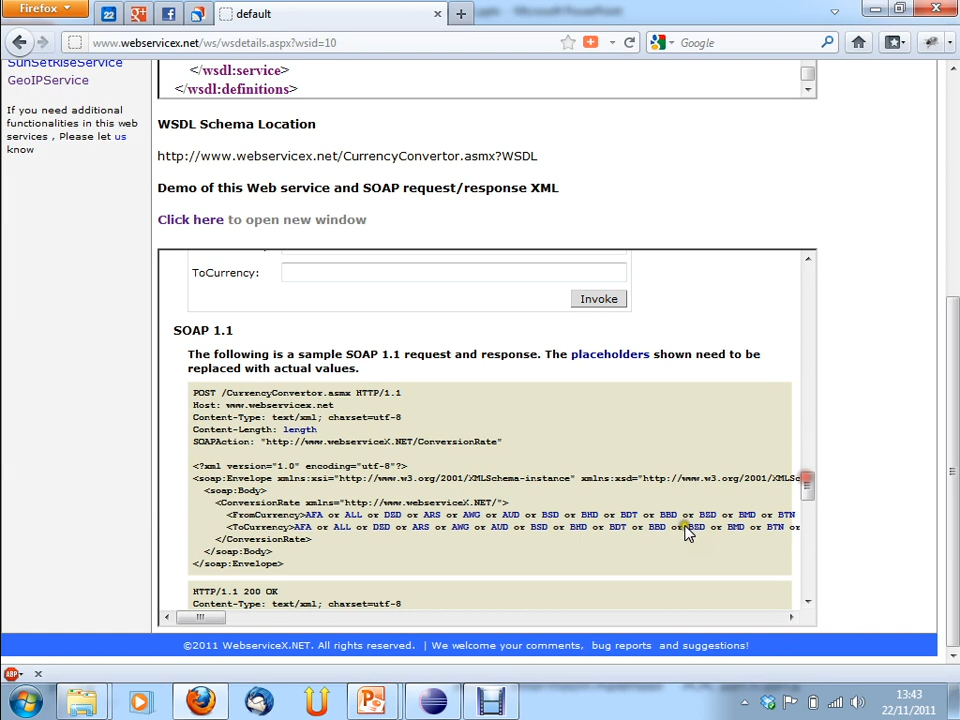 Firefox
22
default
www.webservicex.net/ws/wsdetails.aspx?wsid=10
Google
SunSetRiseService
GeoIPService
If you need additional
functionalities in this web
services , Please let us
know
</wsdl:service>
</wsdl:definitions>
WSDL Schema Location
http://www.webservicex.net/CurrencyConvertor.asmx?WSDL
Demo of this Web service and SOAP request/response XML
Click here to open new window
ToCurrency:
Invoke
SOAP 1.1
The following is a sample SOAP 1.1 request and response. The placeholders shown need to be
replaced with actual values.
POST /CurrencyConvertor.asmx HTTP/1.1
Host: www.webservicex.net
Content-Type: text/xml; charset=utf-8
Content-Length: length
SOAPAction: "http://www.webserviceX.NET/ConversionRate"
<?xml version="1.0" encoding="utf-8"?>
<soap:Envelope xmlns:xsi="http://www.w3.org/2001/XMLSchema-instance" xmlns:xsd="http://www.w3.org/2001/XMLSc
<soap:Body>
<ConversionRate xmlns="http://www.webserviceX.NET/">
<FromCurrency>AFA or ALL or DZD or ARS or AWG or AUD or BSD or BHD or BDT or BBD or BZD or BMD or BTN
<ToCurrency>AFA or ALL or DZD or ARS or AWG or AUD or BSD or BHD or BDT or BBD or BZD or BMD or BTN or
</ConversionRate>
</soap:Body>
</soap:Envelope>
HTTP/1.1 200 OK
Content-Type: text/xml; charset=utf-8
©2011 WebserviceX.NET. All rights reserved. | We welcome your comments, bug reports and suggestions!
ABP
13:43
22/11/2011